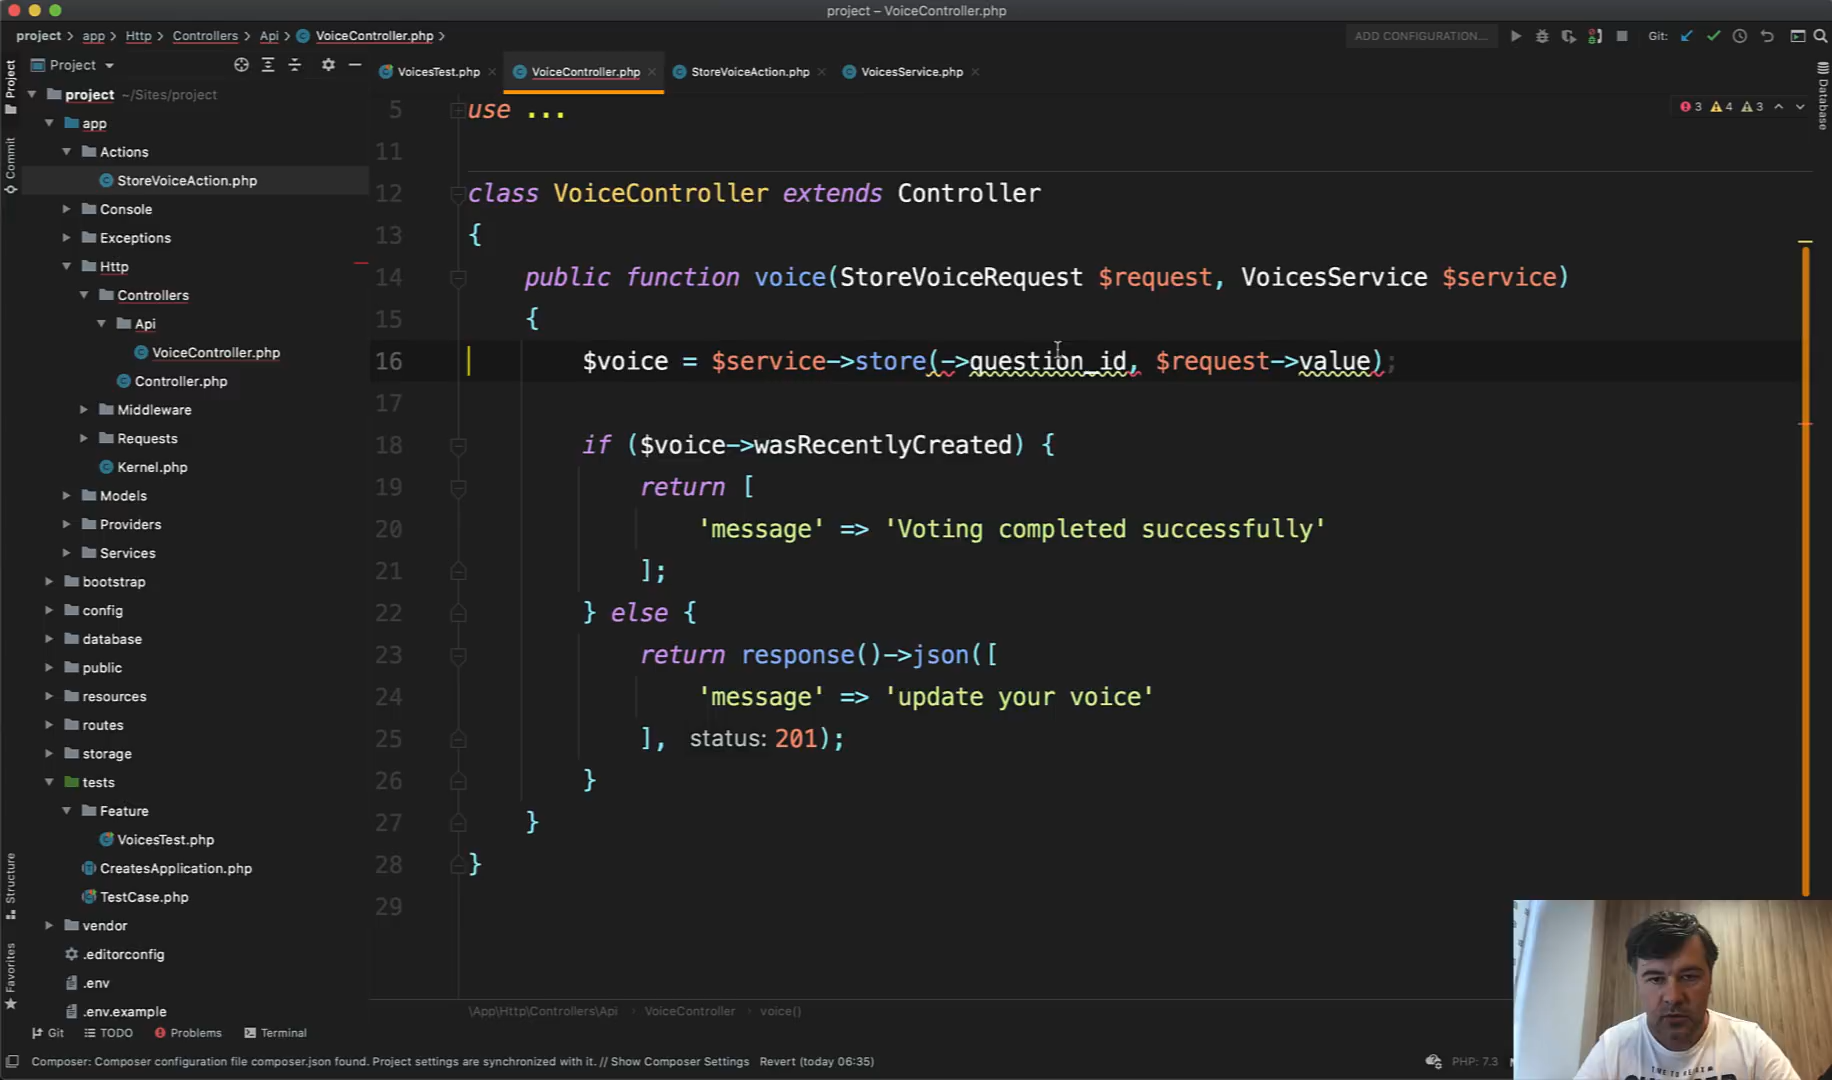 project – VoiceController.php
project > app > Http > Controllers > Api > VoiceController.php >
ADD CONFIGURATION...
Git:
Project
VoicesTest.php
VoiceController.php
StoreVoiceAction.php
VoicesService.php
Project
Commit
Structure
Favorites
Database
project ~/Sites/project
app
Actions
StoreVoiceAction.php
Console
Exceptions
Http
Controllers
Api
VoiceController.php
Controller.php
Middleware
Requests
Kernel.php
Models
Providers
Services
bootstrap
config
database
public
resources
routes
storage
tests
Feature
VoicesTest.php
CreatesApplication.php
TestCase.php
vendor
.editorconfig
.env
.env.example
3 4 3
5 use ...
11
12 class VoiceController extends Controller
13 {
14 public function voice(StoreVoiceRequest $request, VoicesService $service)
15 {
16 $voice = $service->store(->question_id, $request->value);
17
18 if ($voice->wasRecentlyCreated) {
19 return [
20 'message' => 'Voting completed successfully'
21 ];
22 } else {
23 return response()->json([
24 'message' => 'update your voice'
25 ], status: 201);
26 }
27 }
28 }
29
\App\Http\Controllers\Api > VoiceController > voice()
Git TODO Problems Terminal
Composer: Composer configuration file composer.json found. Project settings are synchronized with it. // Show Composer Settings Revert (today 06:35)
PHP: 7.3